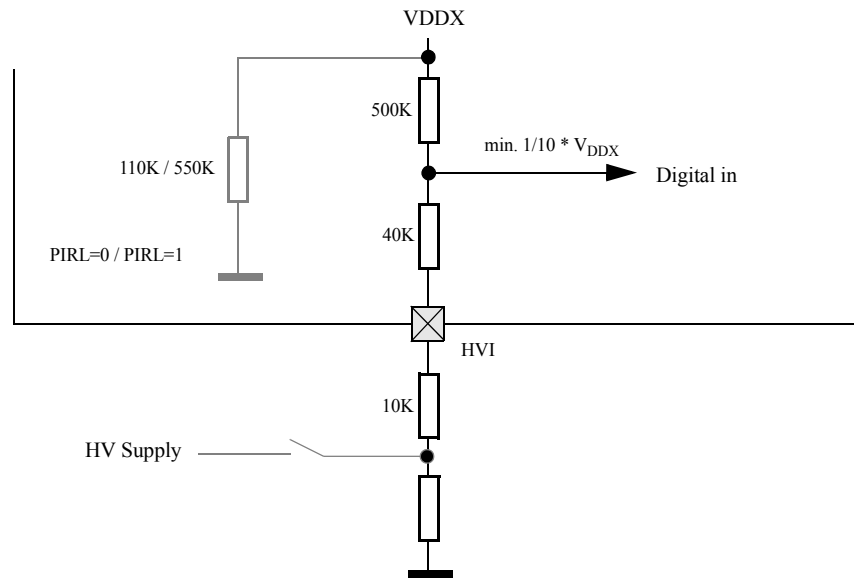 VDDX
500K
min. 1/10 * VDDX
110K / 550K
Digital in
40K
PIRL=0 / PIRL=1
HVI
10K
HV Supply